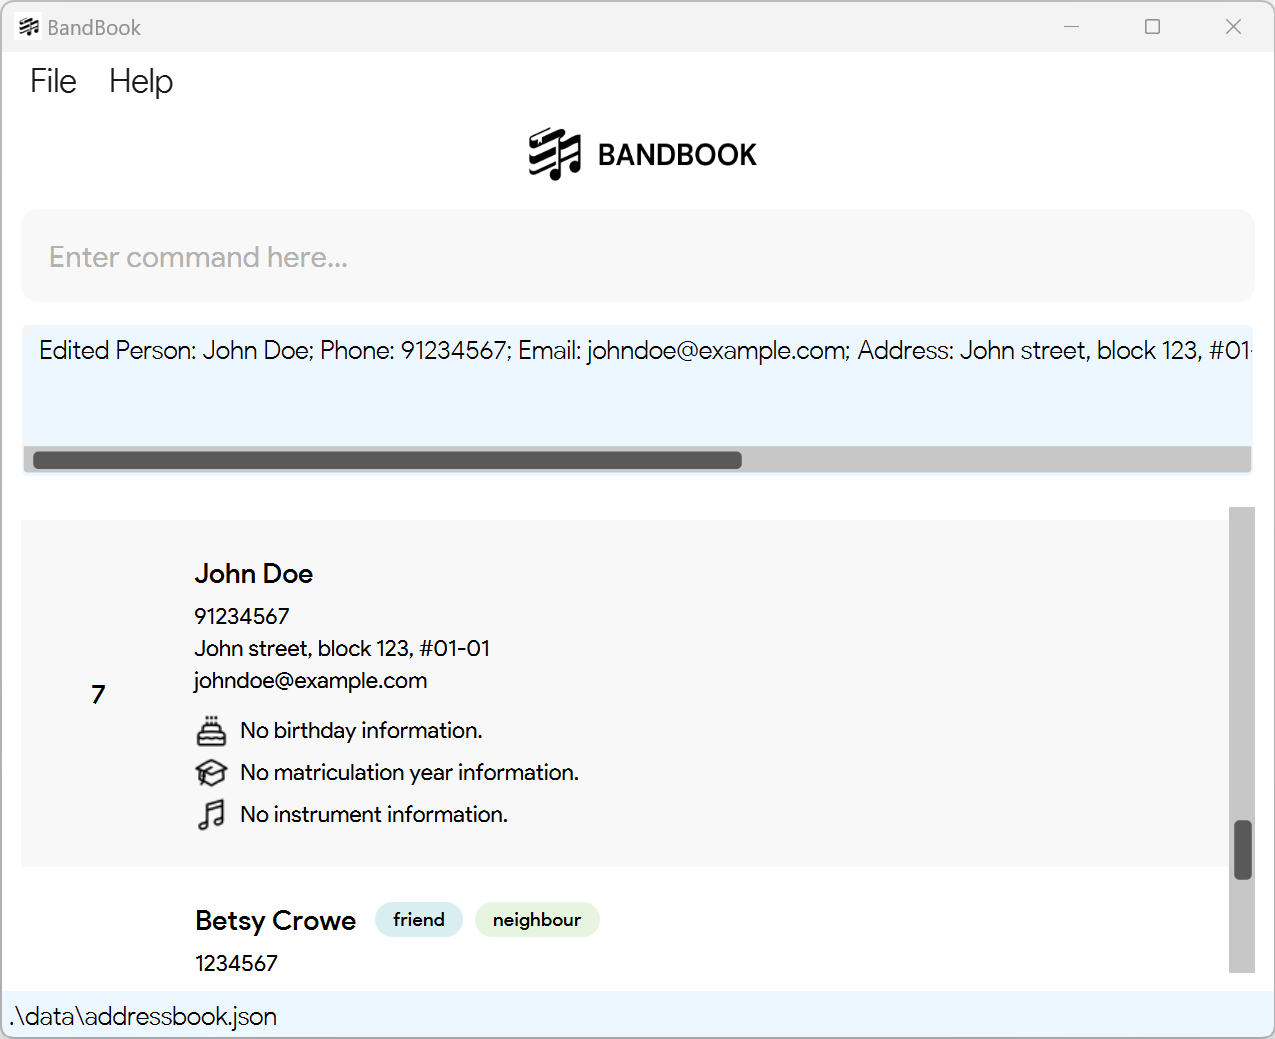 BandBook
File Help
BANDBOOK
Enter command here...
Edited Person: John Doe; Phone: 91234567; Email: johndoe@example.com; Address: John street, block 123, #01-
John Doe
91234567
John street, block 123, #01-01
johndoe@example.com
7
No birthday information.
No matriculation year information.
No instrument information.
Betsy Crowe friend neighbour
1234567
.\data\addressbook.json